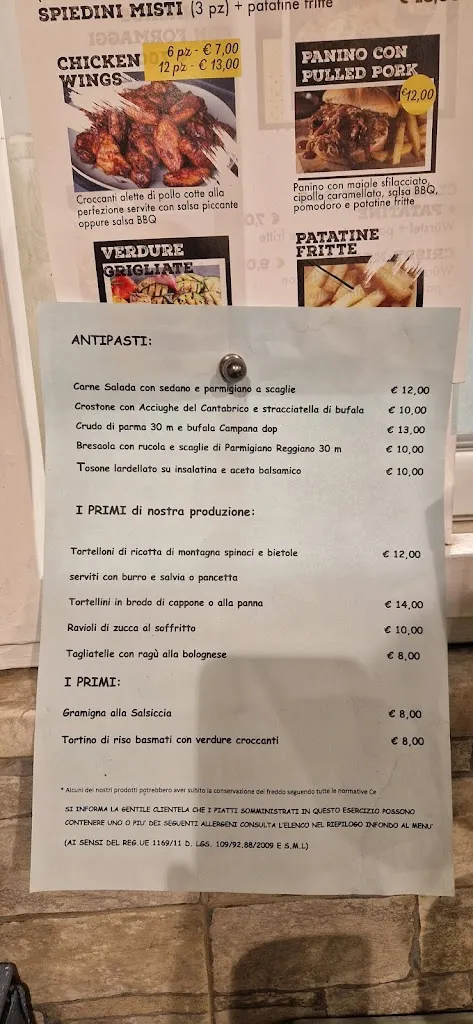 SPIEDINI MISTI (3 pz) + patatine fritte
CHICKEN WINGS
6 pz - € 7,00
12 pz - € 13,00
Croccanti alette di pollo cotte alla
perfezione servite con salsa piccante
oppure salsa BBQ
PANINO CON
PULLED PORK
€12,00
Panino con maiale sfilacciato,
cipolla caramellata, salsa BBQ,
pomodoro e patatine fritte
VERDURE
GRIGLIATE
PATATINE
FRITTE
ANTIPASTI:
Carne Salada con sedano e parmigiano a scaglie € 12,00
Crostone con Acciughe del Cantabrico e stracciatella di bufala € 10,00
Crudo di parma 30 m e bufala Campana dop € 13,00
Bresaola con rucola e scaglie di Parmigiano Reggiano 30 m € 10,00
Tosone lardellato su insalatina e aceto balsamico € 10,00
I PRIMI di nostra produzione:
Tortelloni di ricotta di montagna spinaci e bietole € 12,00
serviti con burro e salvia o pancetta
Tortellini in brodo di cappone o alla panna € 14,00
Ravioli di zucca al soffritto € 10,00
Tagliatelle con ragù alla bolognese € 8,00
I PRIMI:
Gramigna alla Salsiccia € 8,00
Tortino di riso basmati con verdure croccanti € 8,00
* Alcuni dei nostri prodotti potrebbero aver subito la conservazione del freddo seguendo tutte le normative Ce
SI INFORMA LA GENTILE CLIENTELA CHE I PIATTI SOMMINISTRATI IN QUESTO ESERCIZIO POSSONO
CONTENERE UNO O PIU' DEI SEGUENTI ALLERGENI CONSULTA L'ELENCO NEL RIEPILOGO INFONDO AL MENU'
(AI SENSI DEL REG.UE 1169/11 D. LGS. 109/92.88/2009 E S.M.I.)